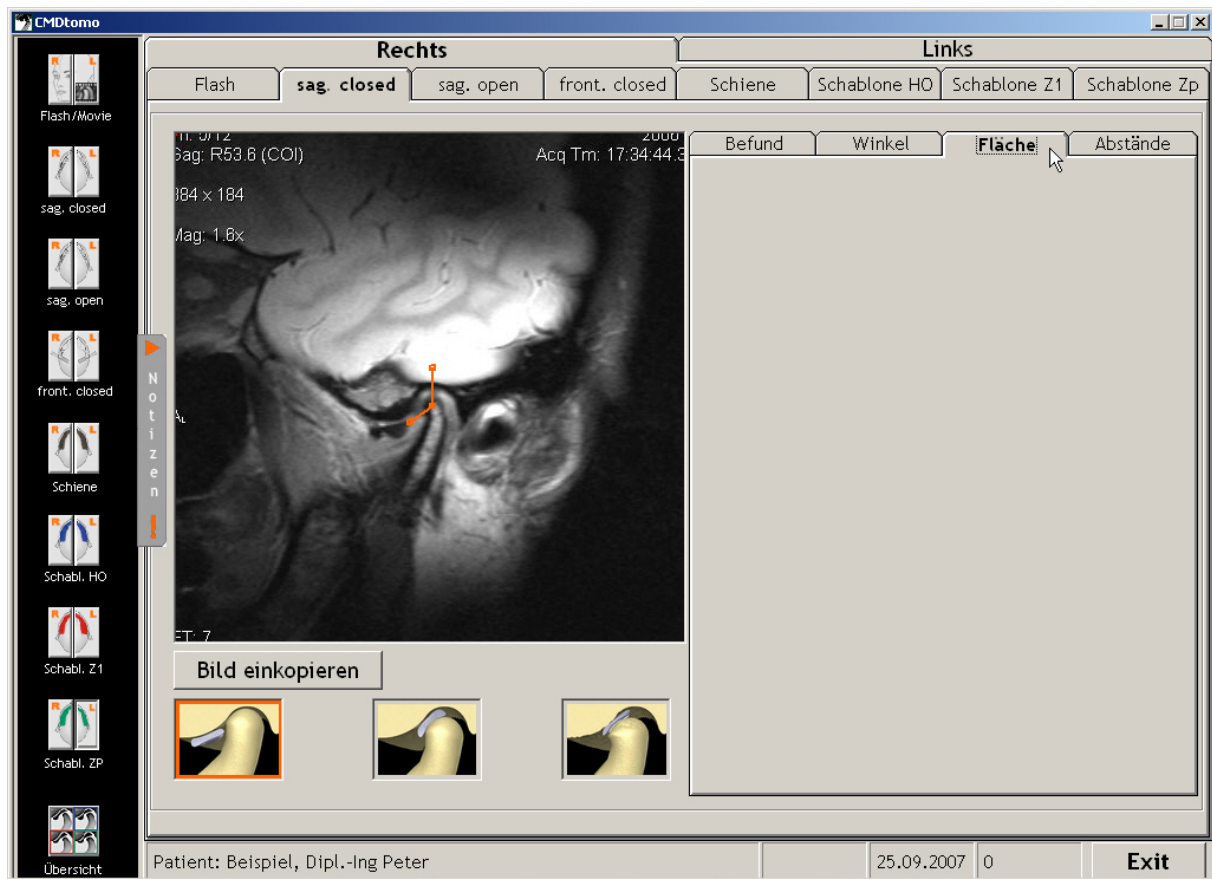 CMDtomo
Rechts
Links
Flash
sag. closed
sag. open
front. closed
Schiene
Schablone HO
Schablone Z1
Schablone Zp
R L
Flash/Movie
R L
sag. closed
R L
sag. open
R L
front. closed
R L
Schiene
R L
Schabl. HO
R L
Schabl. Z1
R L
Schabl. ZP
Übersicht
Notizen
Sag: R53.6 (COI)
Acq Tm: 17:34:44.3
384 x 184
Mag: 1.6x
Befund
Winkel
Fläche
Abstände
Bild einkopieren
Patient: Beispiel, Dipl.-Ing Peter
25.09.2007
0
Exit